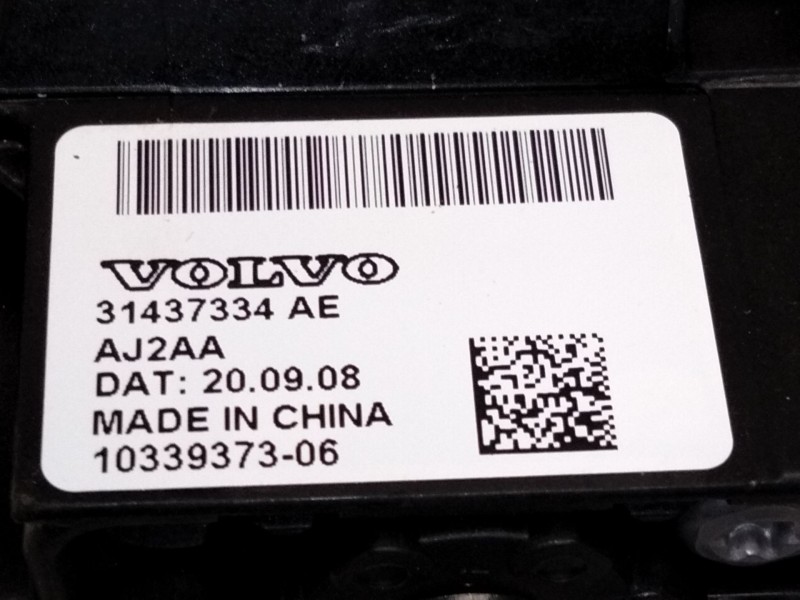 VOLVO
31437334 AE
AJ2AA
DAT: 20.09.08
MADE IN CHINA
10339373-06